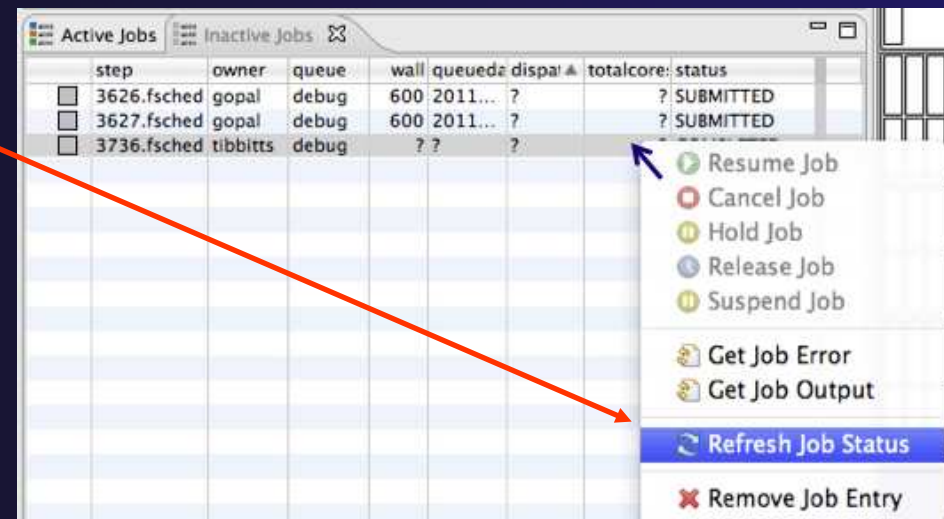 Active Jobs Inactive Jobs
step owner queue wall queueda dispat totalcore: status
3626.fsched gopal debug 600 2011... ? ? SUBMITTED
3627.fsched gopal debug 600 2011... ? ? SUBMITTED
3736.fsched tibbitts debug ? ? ?
Resume Job
Cancel Job
Hold Job
Release Job
Suspend Job
Get Job Error
Get Job Output
Refresh Job Status
Remove Job Entry